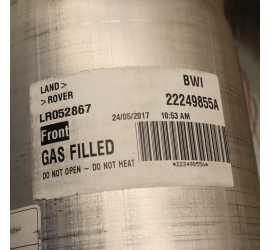 LAND > BWI
> ROVER 22249855A
LR052867 24/05/2017 10:53 AM
Front
GAS FILLED
DO NOT OPEN - DO NOT HEAT *22249855A*